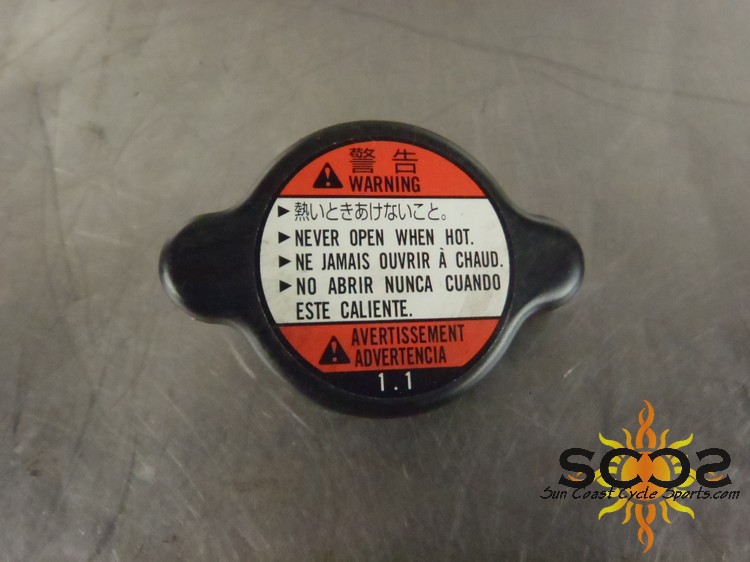 警告
WARNING
▶熱いときあけないこと。
▶NEVER OPEN WHEN HOT.
▶NE JAMAIS OUVRIR À CHAUD.
▶NO ABRIR NUNCA CUANDO
ESTE CALIENTE.
AVERTISSEMENT
ADVERTENCIA
1.1
SCCS
Sun Coast Cycle Sports.com